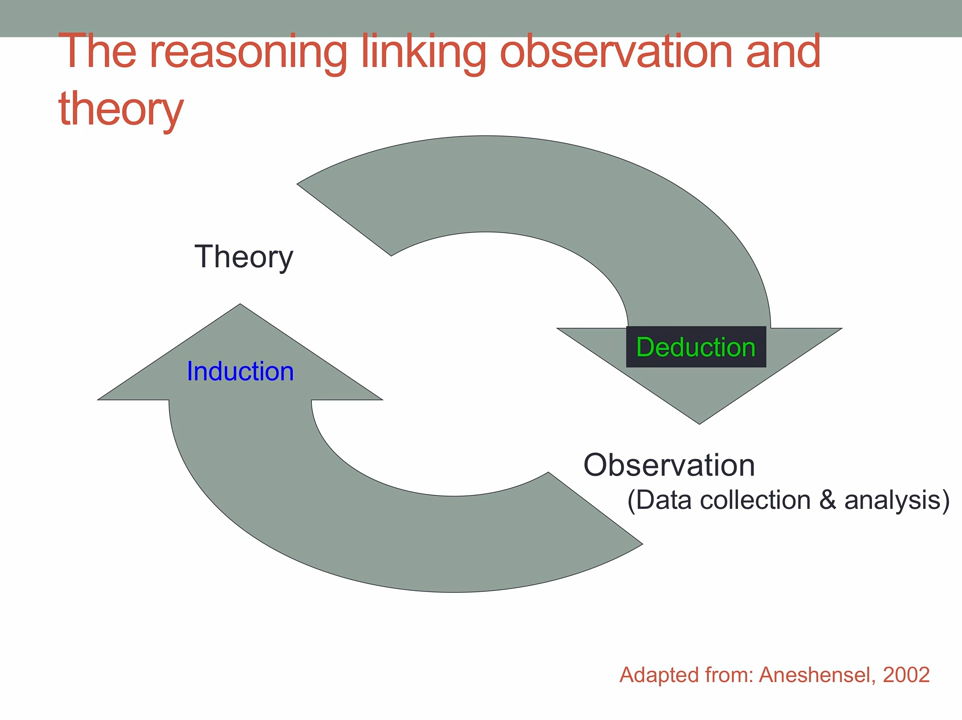 The reasoning linking observation and
theory
Theory
Deduction
Induction
Observation
(Data collection & analysis)
Adapted from: Aneshensel, 2002